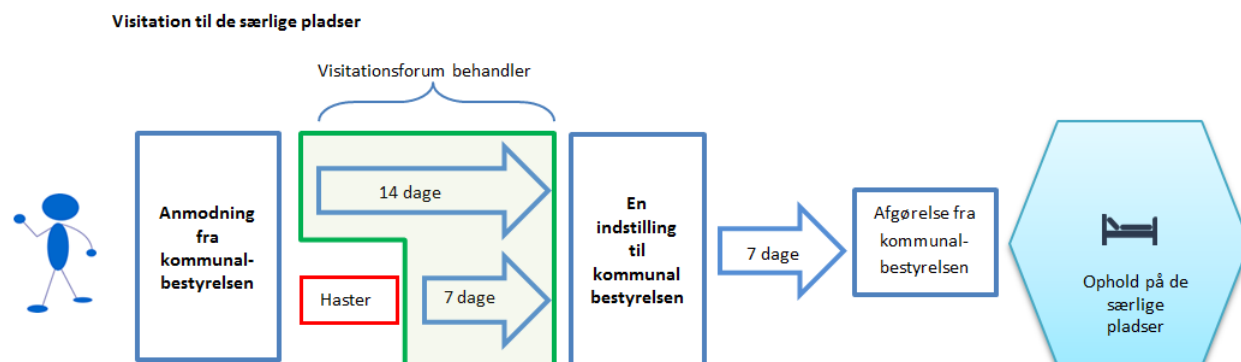 Visitation til de særlige pladser
Visitationsforum behandler
Anmodning
fra
kommunal-
bestyrelsen
14 dage
Haster
7 dage
En
indstilling
til
kommunal
bestyrelsen
7 dage
Afgørelse fra
kommunal-
bestyrelsen
Ophold på de
særlige
pladser